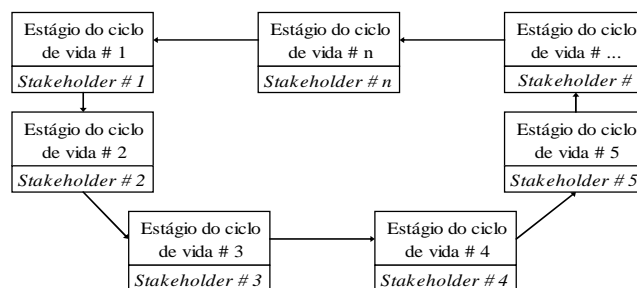 Estágio do ciclo
de vida # 1
Stakeholder # 1
Estágio do ciclo
de vida # n
Stakeholder # n
Estágio do ciclo
de vida # ...
Stakeholder #
Estágio do ciclo
de vida # 2
Stakeholder # 2
Estágio do ciclo
de vida # 5
Stakeholder # 5
Estágio do ciclo
de vida # 3
Stakeholder # 3
Estágio do ciclo
de vida # 4
Stakeholder # 4